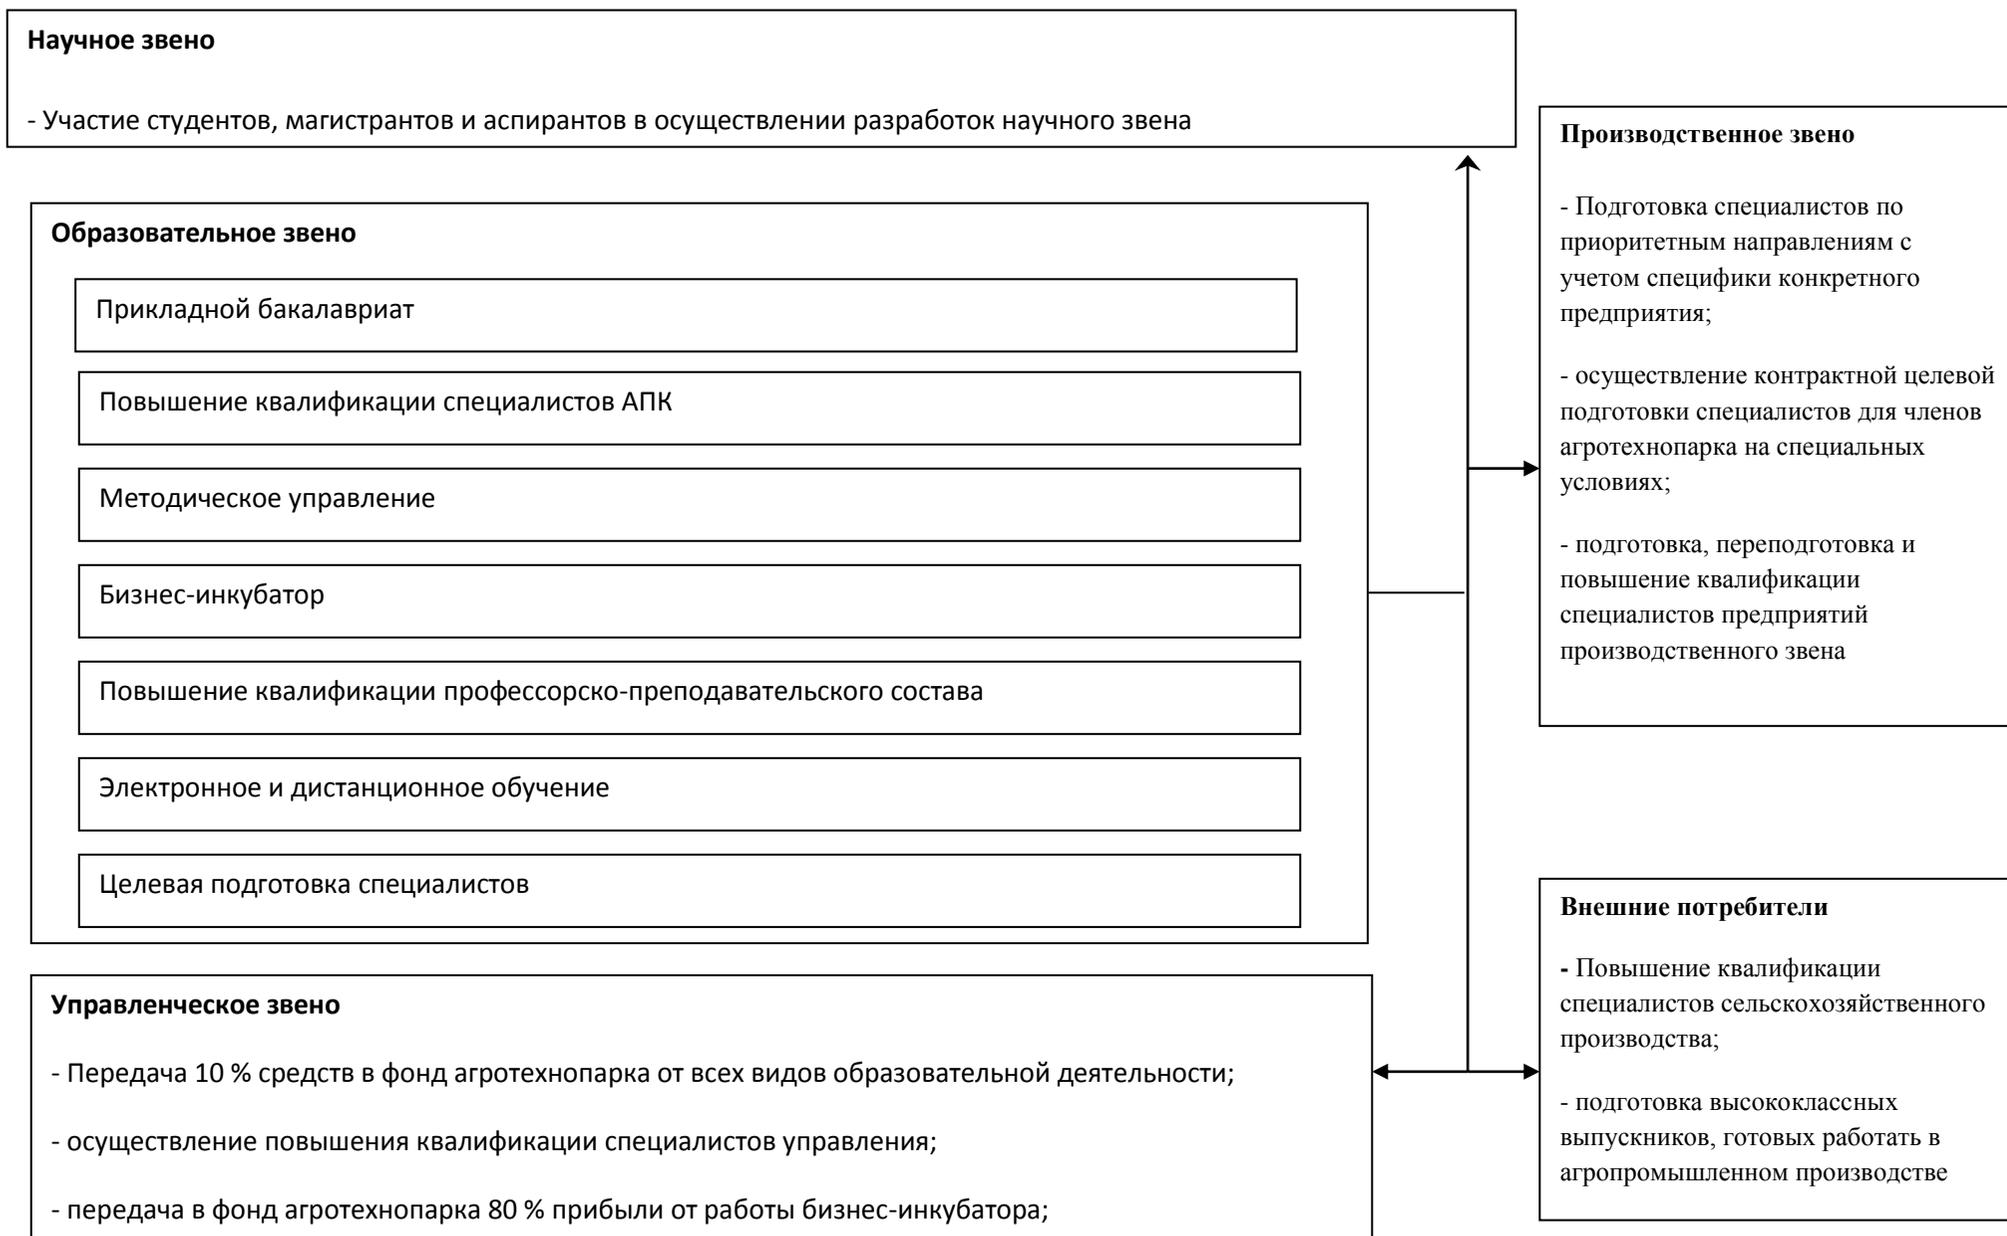 Научное звено
- Участие студентов, магистрантов и аспирантов в осуществлении разработок научного звена
Образовательное звено
Прикладной бакалавриат
Повышение квалификации специалистов АПК
Методическое управление
Бизнес-инкубатор
Повышение квалификации профессорско-преподавательского состава
Электронное и дистанционное обучение
Целевая подготовка специалистов
Управленческое звено
- Передача 10 % средств в фонд агротехнопарка от всех видов образовательной деятельности;
- осуществление повышения квалификации специалистов управления;
- передача в фонд агротехнопарка 80 % прибыли от работы бизнес-инкубатора;
Производственное звено
- Подготовка специалистов по
приоритетным направлениям с
учетом специфики конкретного
предприятия;
- осуществление контрактной целевой
подготовки специалистов для членов
агротехнопарка на специальных
условиях;
- подготовка, переподготовка и
повышение квалификации
специалистов предприятий
производственного звена
Внешние потребители
- Повышение квалификации
специалистов сельскохозяйственного
производства;
- подготовка высококлассных
выпускников, готовых работать в
агропромышленном производстве